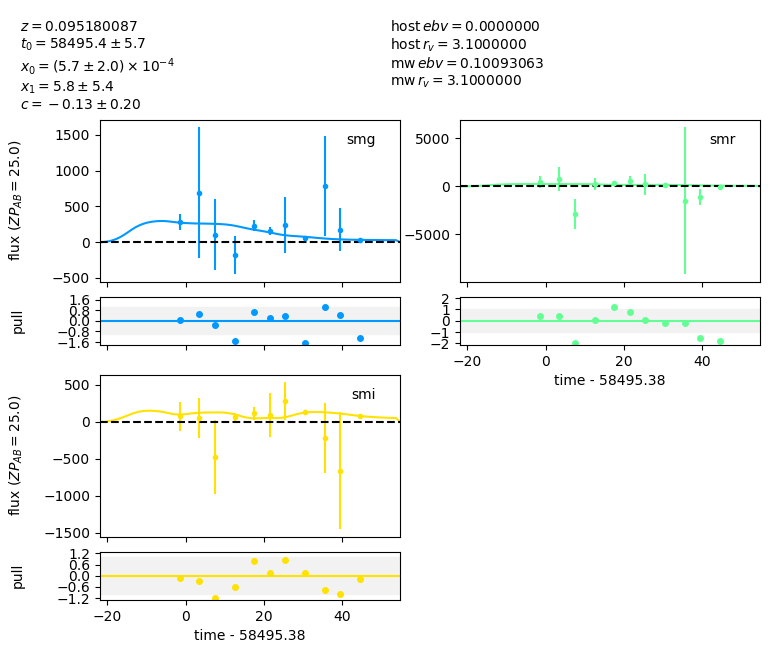 z = 0.095180087
t₀ = 58495.4 ± 5.7
x₀ = (5.7 ± 2.0) × 10⁻⁴
x₁ = 5.8 ± 5.4
c = −0.13 ± 0.20
host ebv = 0.0000000
host r_v = 3.1000000
mw ebv = 0.10093063
mw r_v = 3.1000000
smg
1500
1000
500
0
−500
flux (ZP_AB = 25.0)
1.6
0.8
0.0
−0.8
−1.6
pull
smr
5000
0
−5000
2
1
0
−1
−2
−20 0 20 40
time - 58495.38
smi
500
0
−500
−1000
−1500
flux (ZP_AB = 25.0)
1.2
0.6
0.0
−0.6
−1.2
pull
−20 0 20 40
time - 58495.38